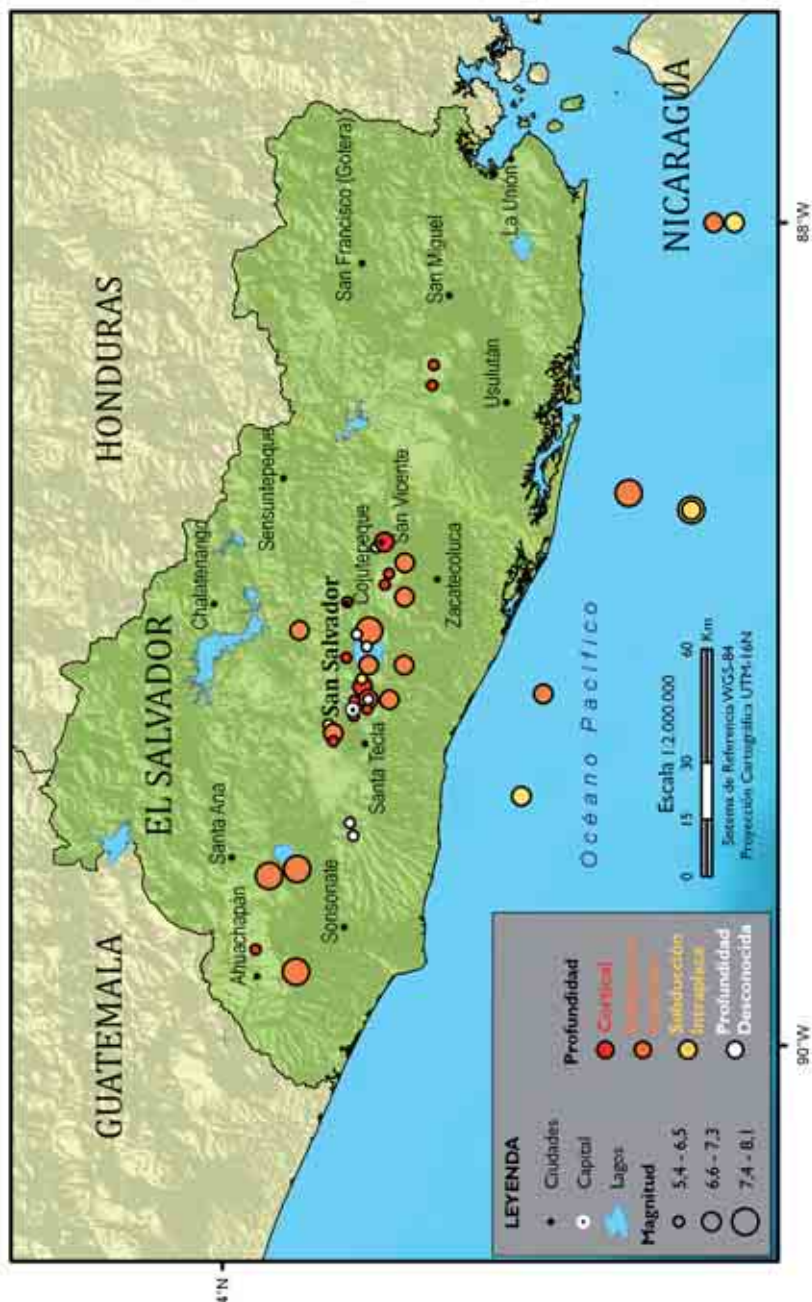 GUATEMALA
HONDURAS
EL SALVADOR
NICARAGUA
Chalatenango
Santa Ana
Ahuachapán
Sensuntepeque
San Salvador
Cojutepeque
San Francisco (Gotera)
Sonsonate
Santa Tecla
San Vicente
San Miguel
Zacatecoluca
Usulután
La Unión
Océano Pacífico
LEYENDA
Ciudades
Capital
Lagos
Magnitud
5,4 - 6,5
6,6 - 7,3
7,4 - 8,1
Profundidad
Cortical
Subducción
Intraplaca
Profundidad
Desconocida
Escala 1:2.000.000
0 15 30 60
Km
Sistema de Referencia WGS-84
Proyección Cartográfica UTM-16N
4°N
90°W
88°W